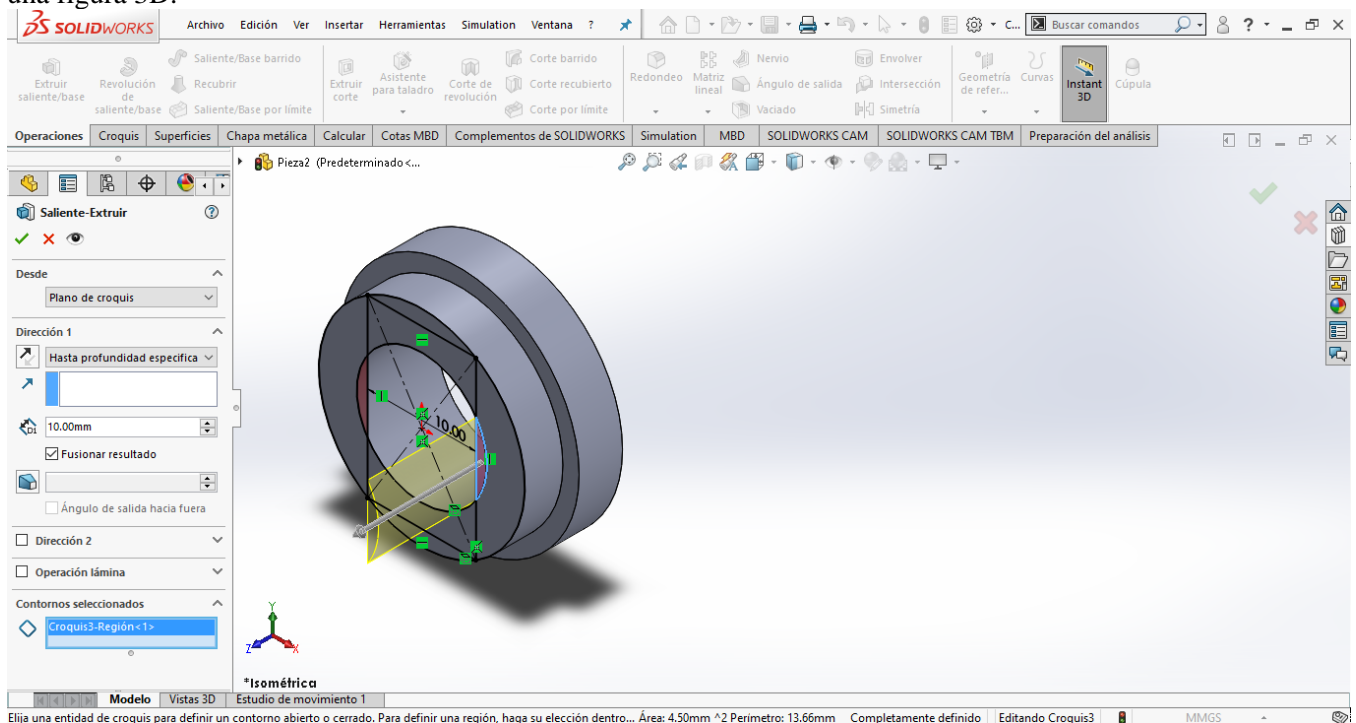 una figura 3D.
SOLIDWORKS Archivo Edición Ver Insertar Herramientas Simulation Ventana ? C... Buscar comandos ?
Extruir saliente/base
Revolución de saliente/base
Saliente/Base barrido
Recubrir
Saliente/Base por límite
Extruir corte
Asistente para taladro
Corte de revolución
Corte barrido
Corte recubierto
Corte por límite
Redondeo
Matriz lineal
Nervio
Ángulo de salida
Vaciado
Envolver
Intersección
Simetría
Geometría de refer...
Curvas
Instant 3D
Cúpula
Operaciones Croquis Superficies Chapa metálica Calcular Cotas MBD Complementos de SOLIDWORKS Simulation MBD SOLIDWORKS CAM SOLIDWORKS CAM TBM Preparación del análisis
Pieza2 (Predeterminado<...
Saliente-Extruir
Desde
Plano de croquis
Dirección 1
Hasta profundidad especifica
D1 10.00mm
Fusionar resultado
Ángulo de salida hacia fuera
Dirección 2
Operación lámina
Contornos seleccionados
Croquis3-Región<1>
10.00
Y
Z X
*Isométrica
Modelo Vistas 3D Estudio de movimiento 1
Elija una entidad de croquis para definir un contorno abierto o cerrado. Para definir una región, haga su elección dentro... Área: 4.50mm ^2 Perímetro: 13.66mm Completamente definido Editando Croquis3 MMGS